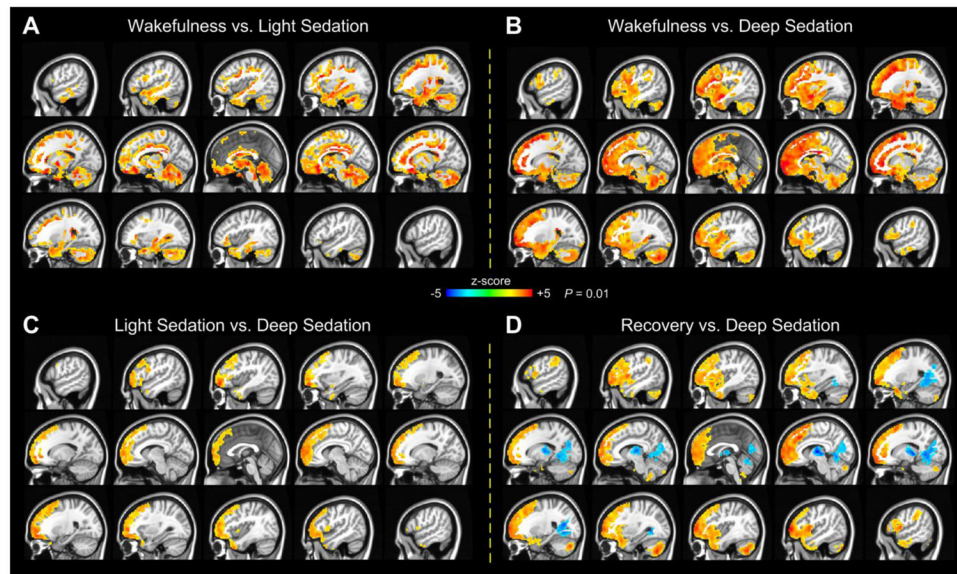 A Wakefulness vs. Light Sedation
B Wakefulness vs. Deep Sedation
z-score
-5 +5 P = 0.01
C Light Sedation vs. Deep Sedation
D Recovery vs. Deep Sedation